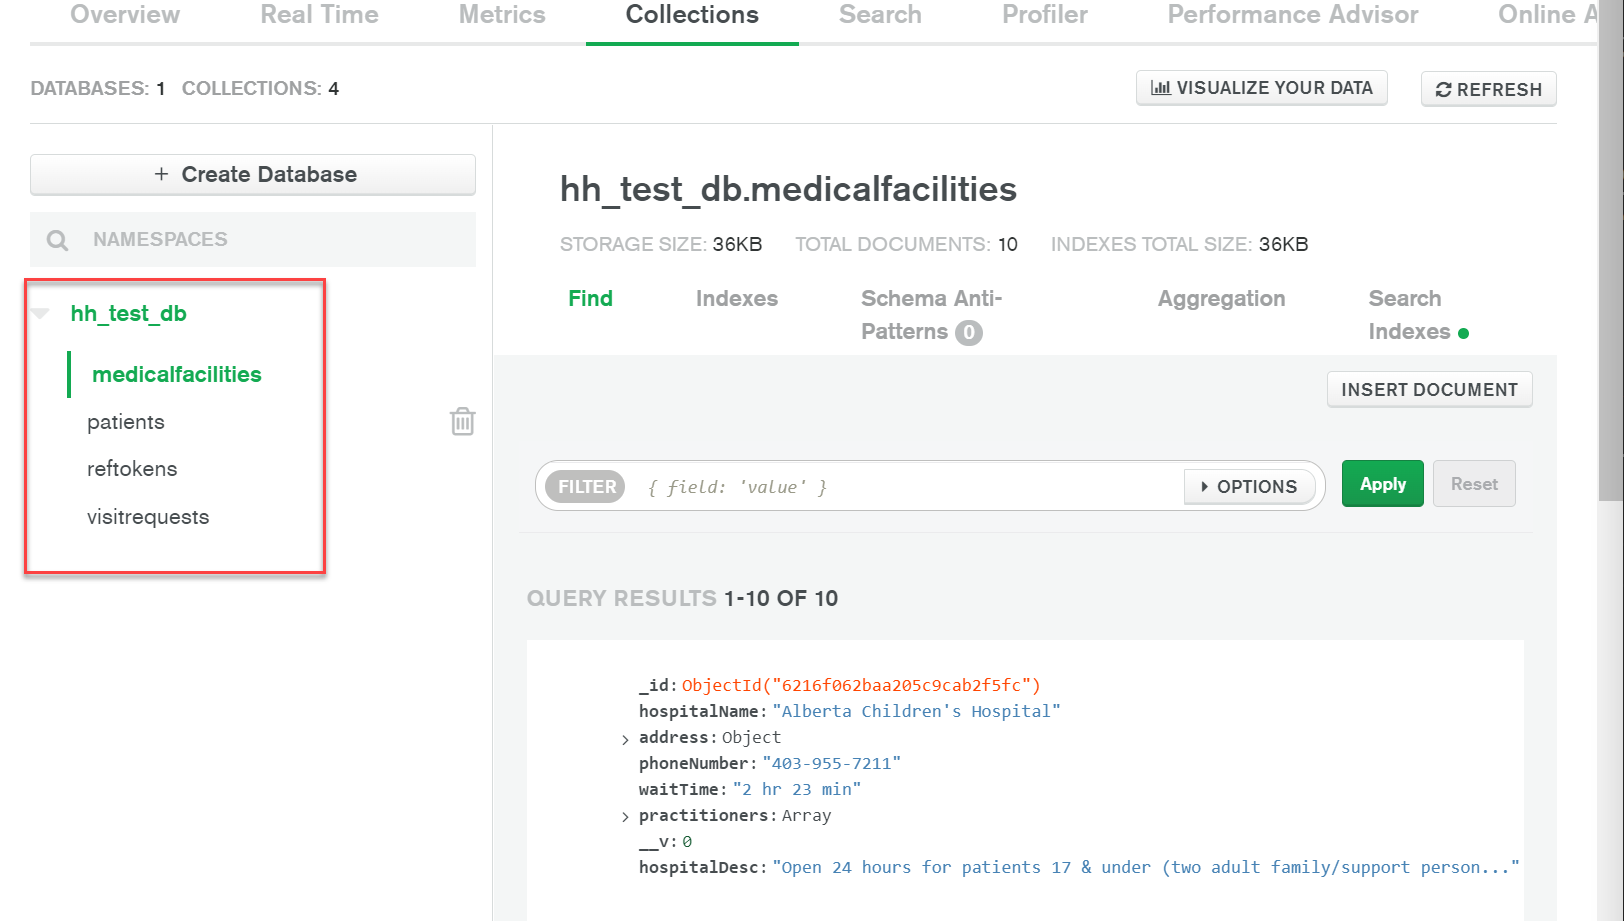 Overview Real Time Metrics Collections Search Profiler Performance Advisor Online A
DATABASES: 1 COLLECTIONS: 4
VISUALIZE YOUR DATA
REFRESH
+ Create Database
NAMESPACES
hh_test_db
medicalfacilities
patients
reftokens
visitrequests
hh_test_db.medicalfacilities
STORAGE SIZE: 36KB TOTAL DOCUMENTS: 10 INDEXES TOTAL SIZE: 36KB
Find
Indexes
Schema Anti-
Patterns 0
Aggregation
Search
Indexes
INSERT DOCUMENT
FILTER { field: 'value' }
OPTIONS
Apply
Reset
QUERY RESULTS 1-10 OF 10
_id: ObjectId("6216f062baa205c9cab2f5fc")
hospitalName: "Alberta Children's Hospital"
address: Object
phoneNumber: "403-955-7211"
waitTime: "2 hr 23 min"
practitioners: Array
__v: 0
hospitalDesc: "Open 24 hours for patients 17 & under (two adult family/support person..."